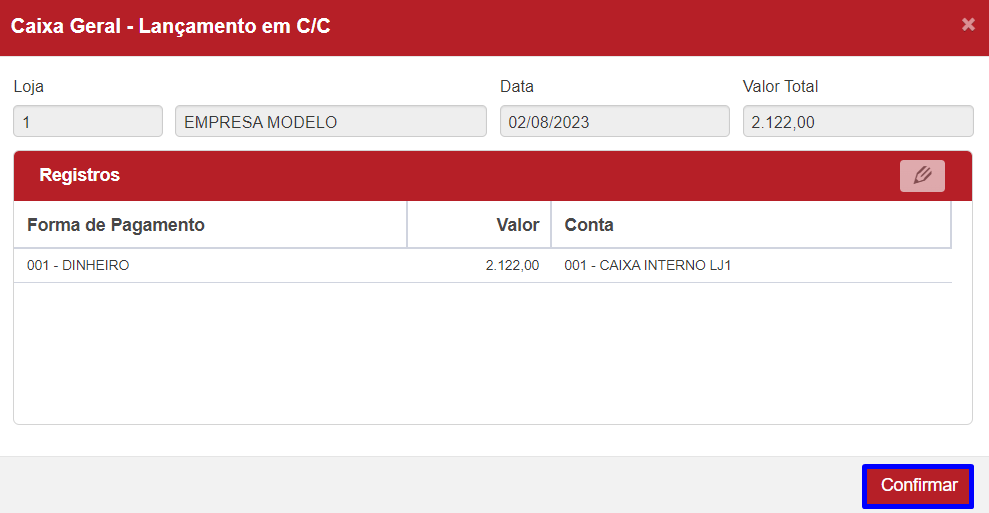 Caixa Geral - Lançamento em C/C
Loja Data Valor Total
1 EMPRESA MODELO 02/08/2023 2.122,00
Registros
Forma de Pagamento Valor Conta
001 - DINHEIRO 2.122,00 001 - CAIXA INTERNO LJ1
Confirmar